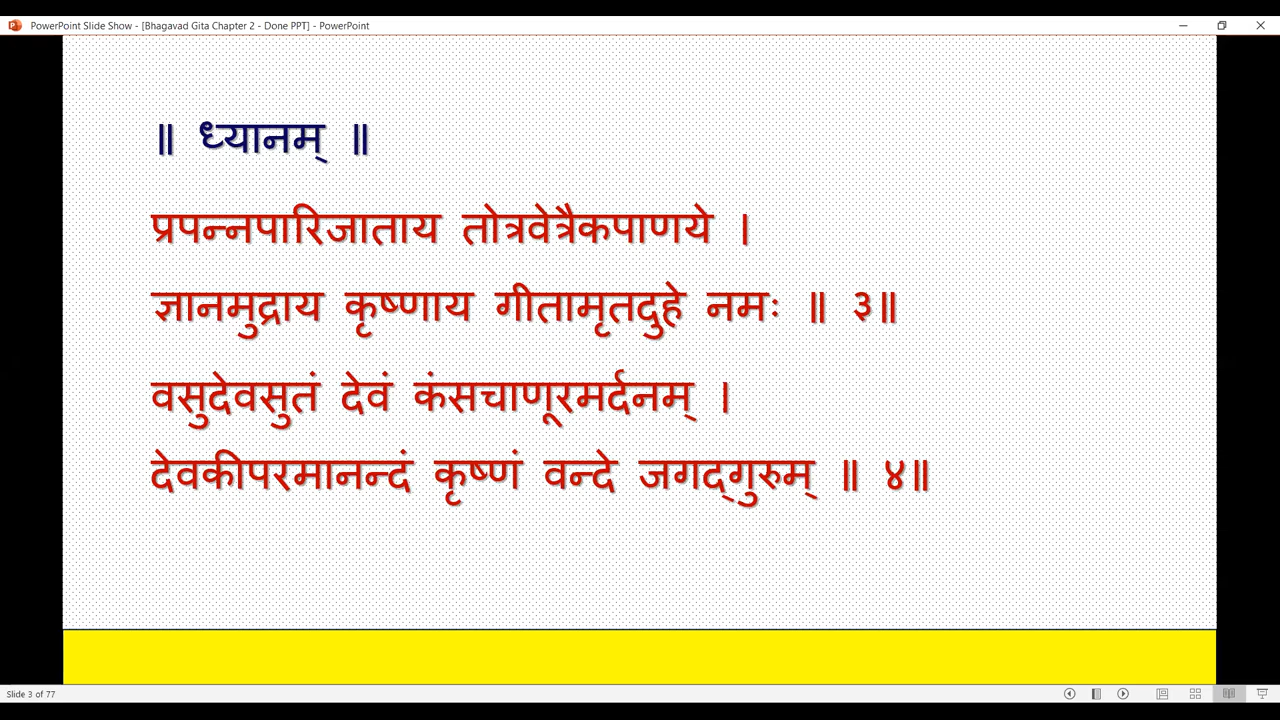 PowerPoint Slide Show - [Bhagavad Gita Chapter 2 - Done PPT] - PowerPoint
॥ ध्यानम् ॥
प्रपन्नपारिजाताय तोत्रवेत्रैकपाणये ।
ज्ञानमुद्राय कृष्णाय गीतामृतदुहे नमः ॥ ३॥
वसुदेवसुतं देवं कंसचाणूरमर्दनम् ।
देवकीपरमानन्दं कृष्णं वन्दे जगद्गुरुम् ॥ ४॥
Slide 3 of 77